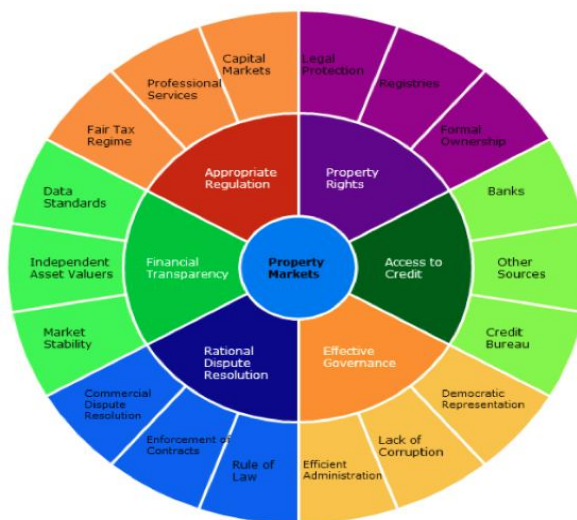 Capital
Markets
Legal
Protection
Professional
Services
Registries
Fair Tax
Regime
Formal
Ownership
Appropriate
Regulation
Property
Rights
Data
Standards
Banks
Independent
Asset Valuers
Financial
Transparency
Property
Markets
Access to
Credit
Other
Sources
Market
Stability
Credit
Bureau
Rational
Dispute
Resolution
Effective
Governance
Commercial
Dispute
Resolution
Democratic
Representation
Enforcement of
Contracts
Lack of
Corruption
Rule of
Law
Efficient
Administration